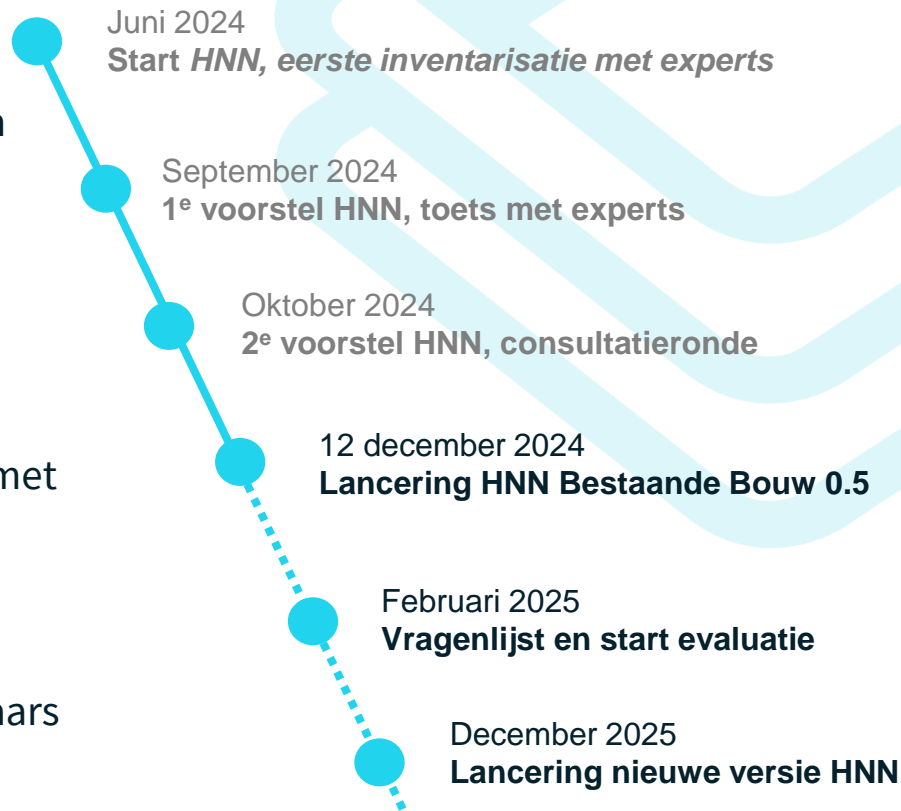 Juni 2024
Start HNN, eerste inventarisatie met experts
September 2024
1e voorstel HNN, toets met experts
Oktober 2024
2e voorstel HNN, consultatieronde
met
12 december 2024
Lancering HNN Bestaande Bouw 0.5
Februari 2025
Vragenlijst en start evaluatie
December 2025
Lancering nieuwe versie HNN